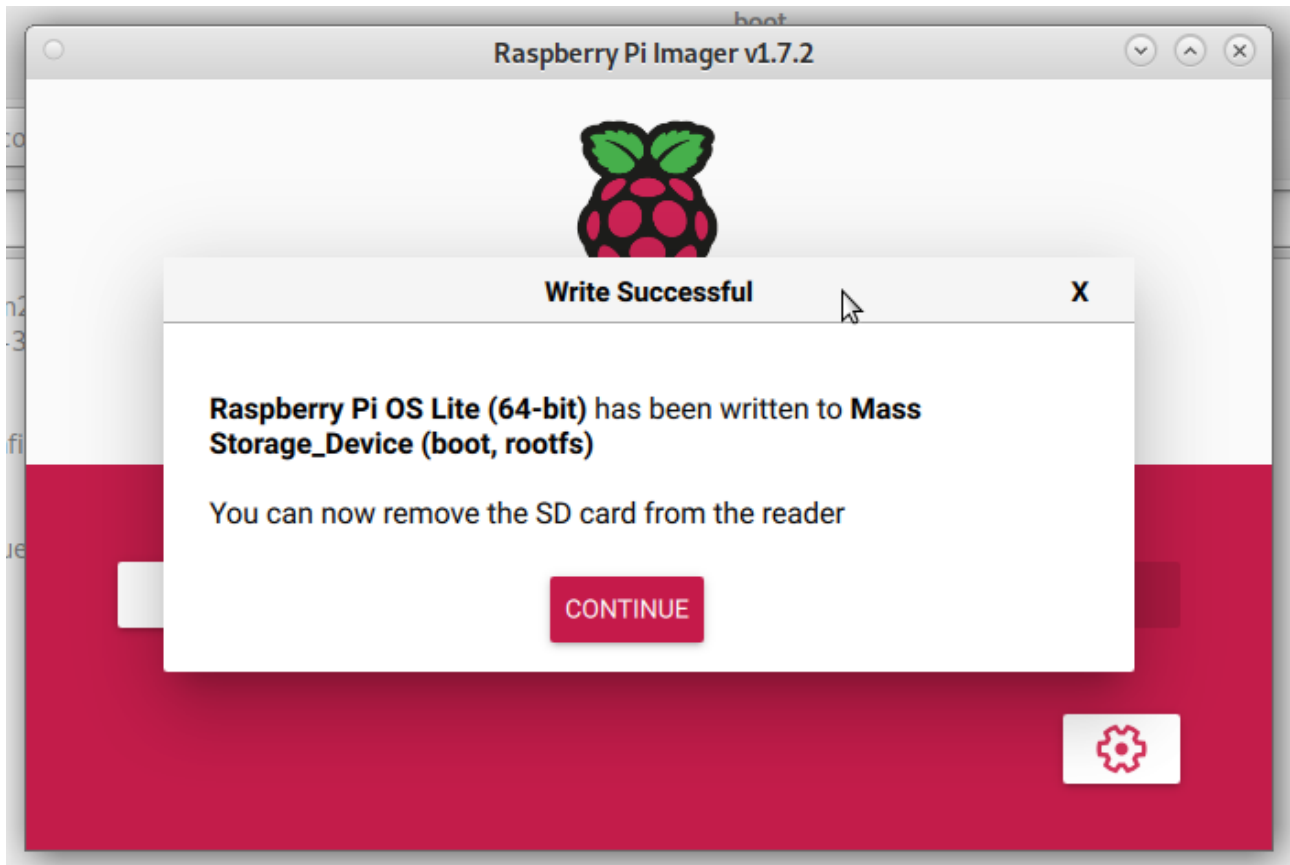 boot
Raspberry Pi Imager v1.7.2
Write Successful
X
Raspberry Pi OS Lite (64-bit) has been written to Mass
Storage_Device (boot, rootfs)
You can now remove the SD card from the reader
CONTINUE